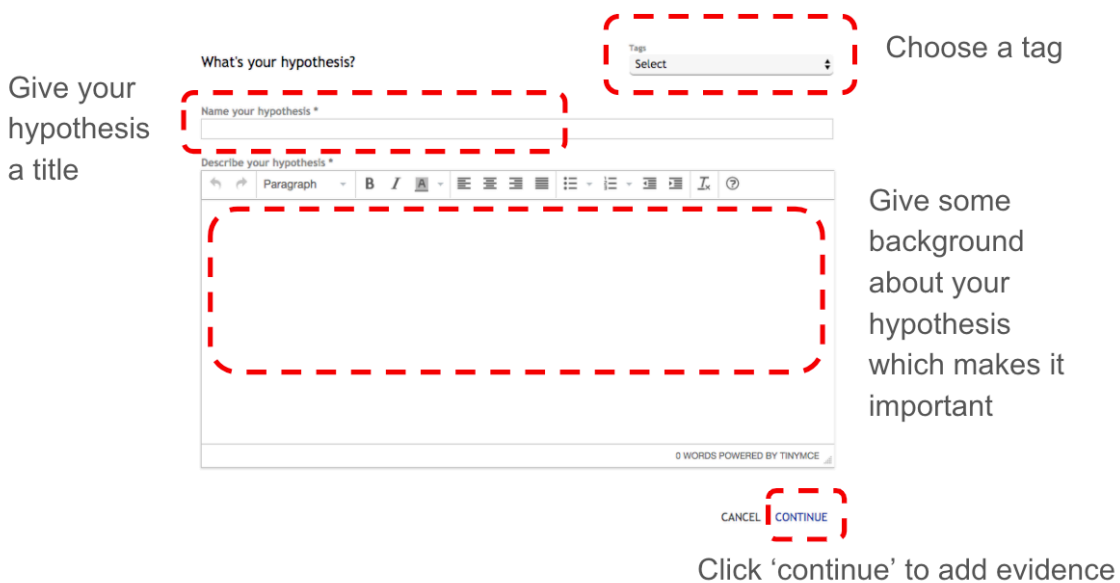 Choose a tag
Tags
Select
What's your hypothesis?
Give your
hypothesis
a title
Name your hypothesis *
Describe your hypothesis *
Paragraph
B I A
Give some
background
about your
hypothesis
which makes it
important
0 WORDS POWERED BY TINYMCE
CANCEL CONTINUE
Click ‘continue’ to add evidence